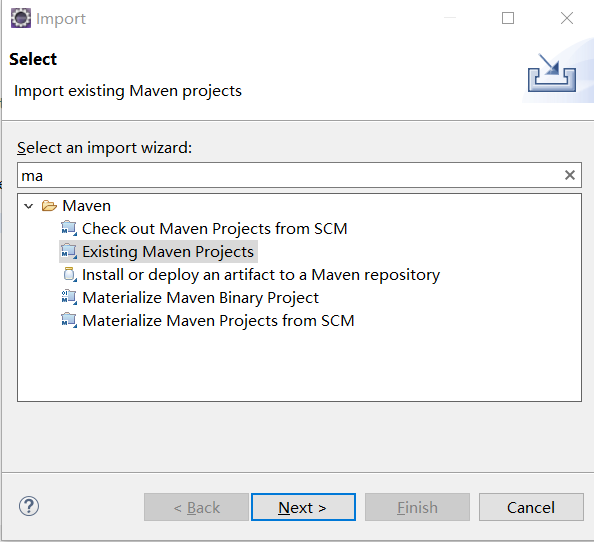 Import
Select
Import existing Maven projects
Select an import wizard:
ma
Maven
Check out Maven Projects from SCM
Existing Maven Projects
Install or deploy an artifact to a Maven repository
Materialize Maven Binary Project
Materialize Maven Projects from SCM
?
< Back
Next >
Finish
Cancel